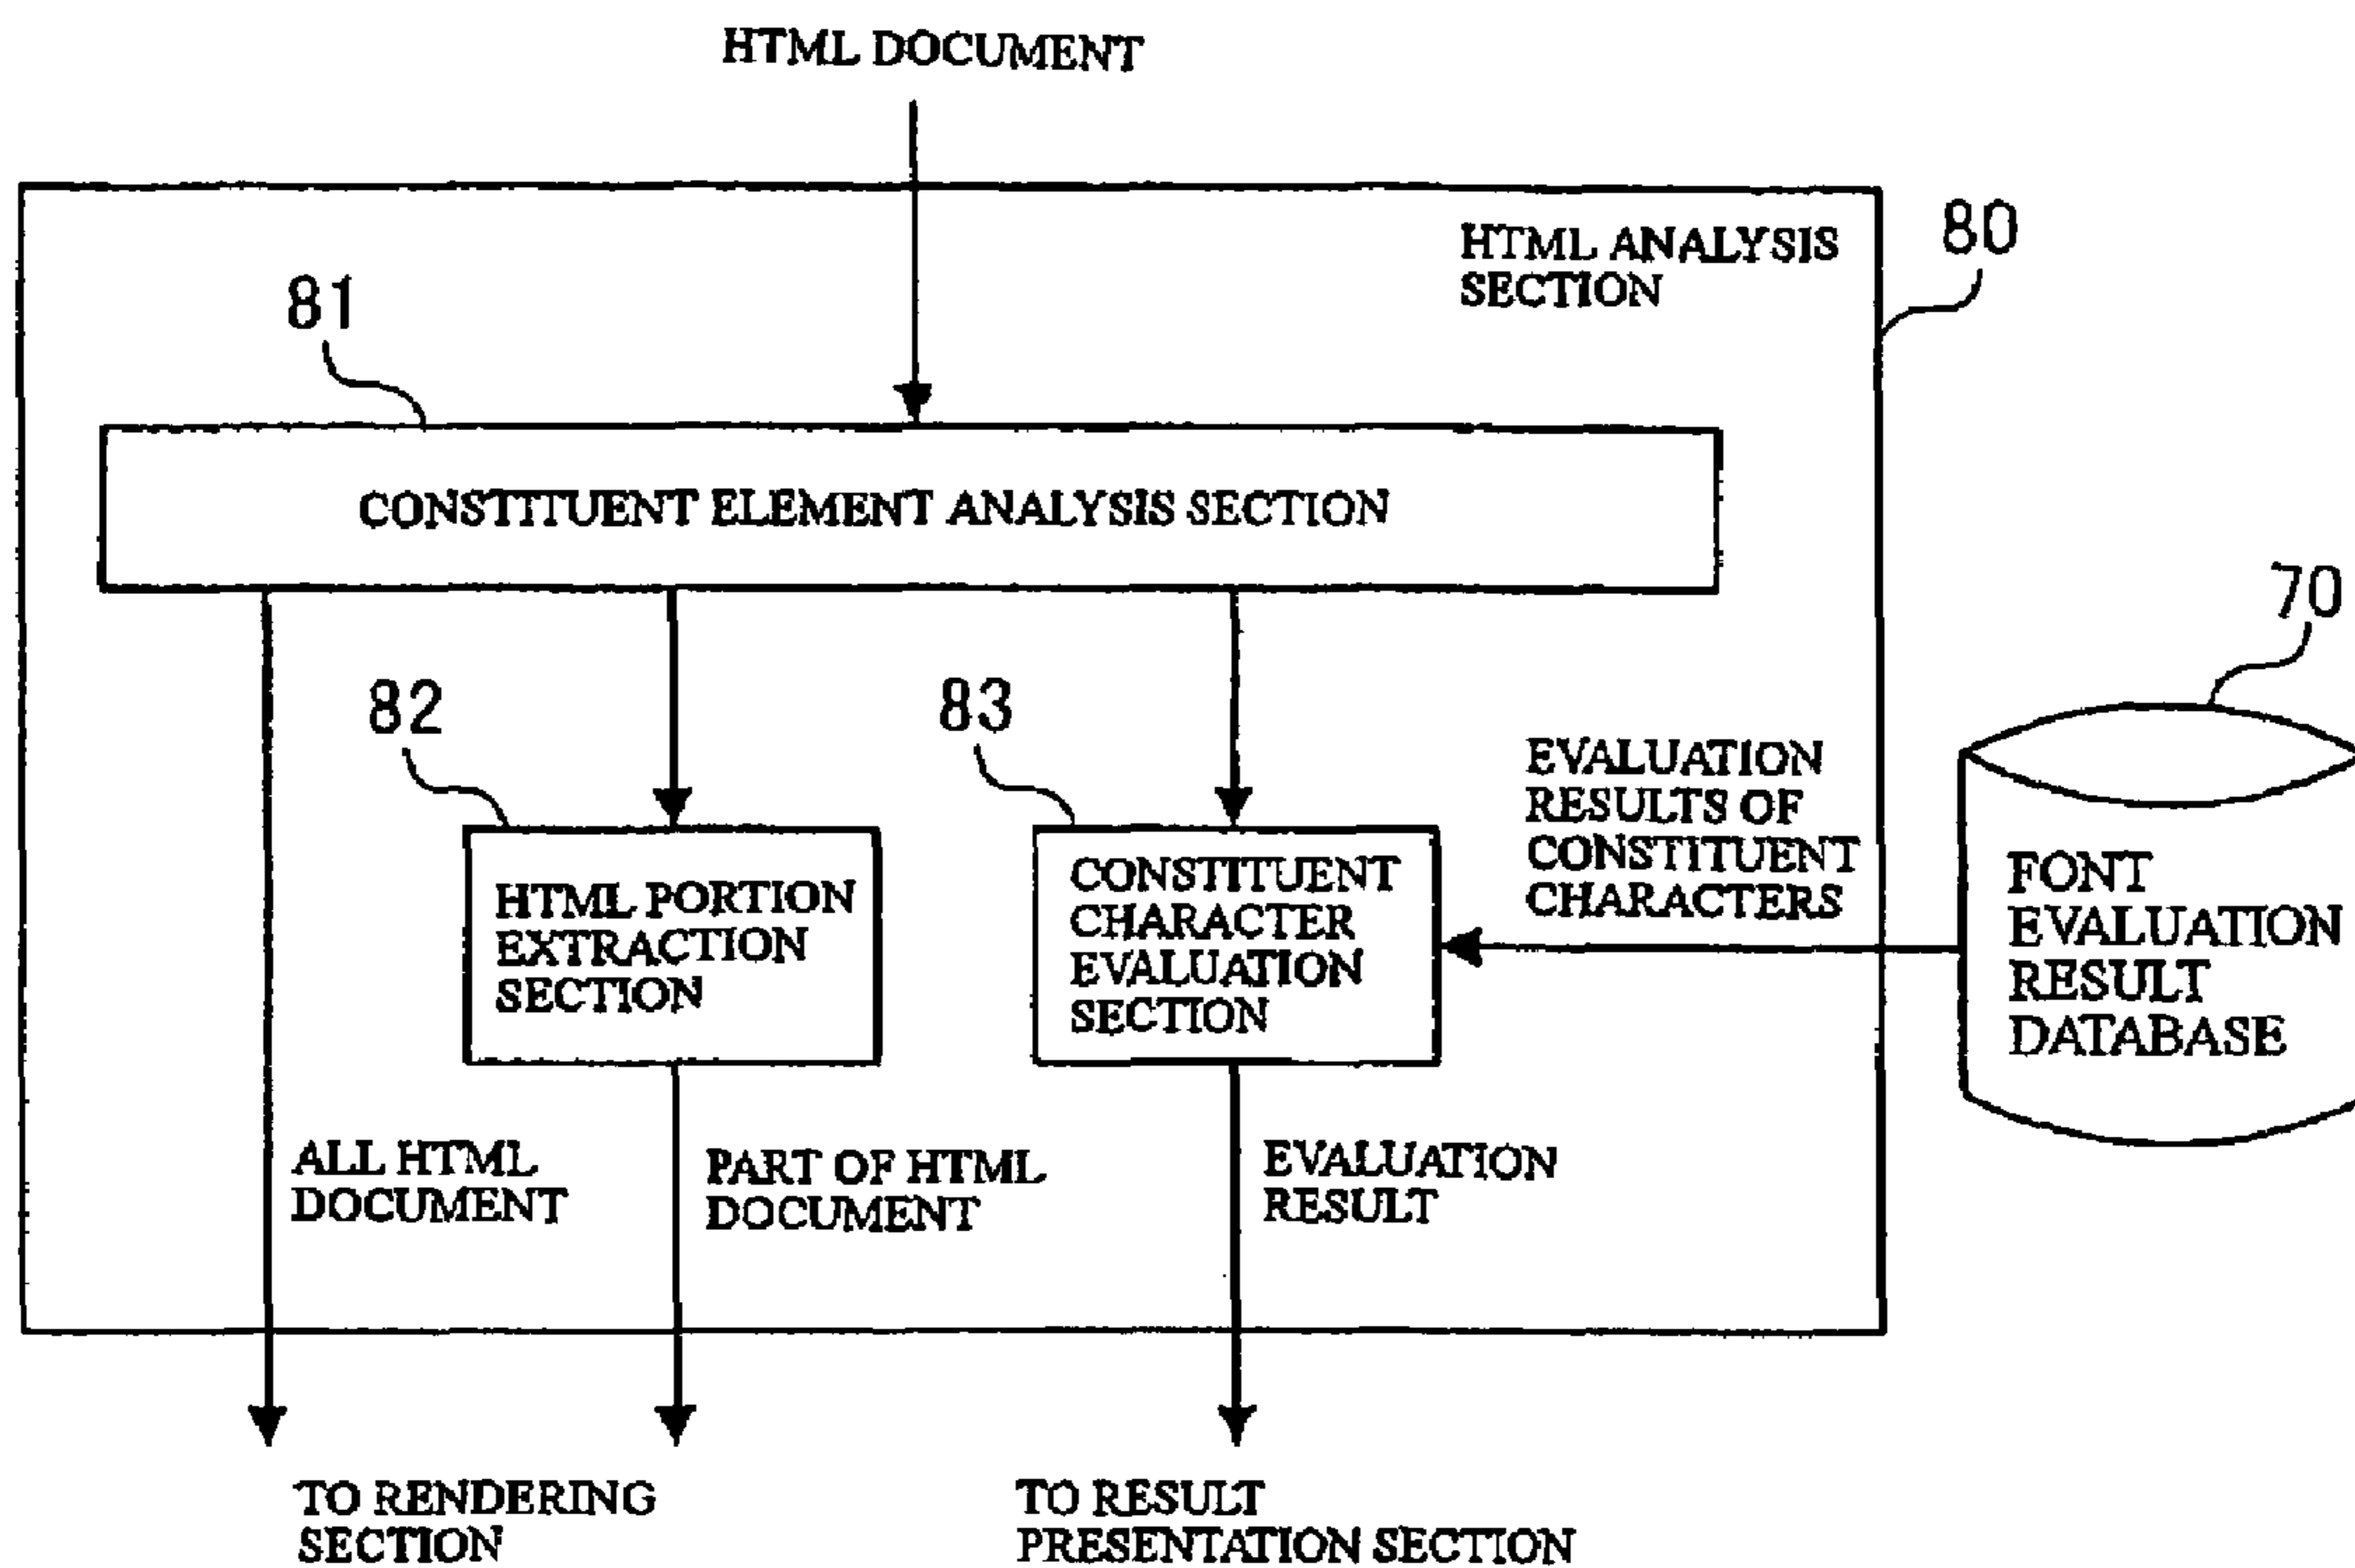 HTML DOCUMENT
80
HTML ANALYSIS
SECTION
81
CONSTITUENT ELEMENT ANALYSIS SECTION
70
82
83
EVALUATION
RESULTS OF
CONSTITUENT
CHARACTERS
HTML PORTION
EXTRACTION
SECTION
CONSTITUENT
CHARACTER
EVALUATION
SECTION
FONT
EVALUATION
RESULT
DATABASE
ALL HTML
DOCUMENT
PART OF HTML
DOCUMENT
EVALUATION
RESULT
TO RENDERING
SECTION
TO RESULT
PRESENTATION SECTION